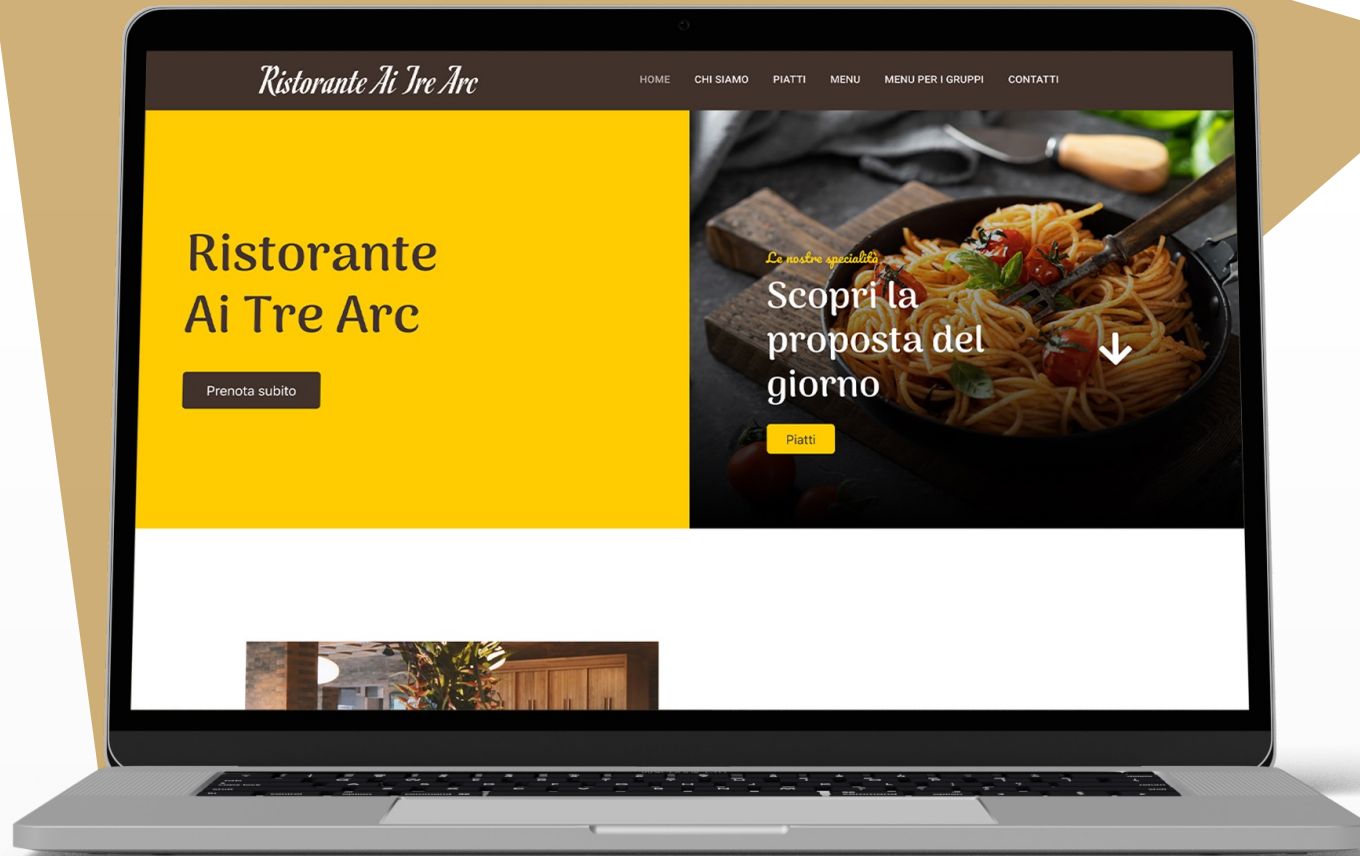 Ristorante Ai Tre Arc
HOME CHI SIAMO PIATTI MENU MENU PER I GRUPPI CONTATTI
Ristorante
Ai Tre Arc
Prenota subito
Le nostre specialità
Scopri la
proposta del
giorno
Piatti